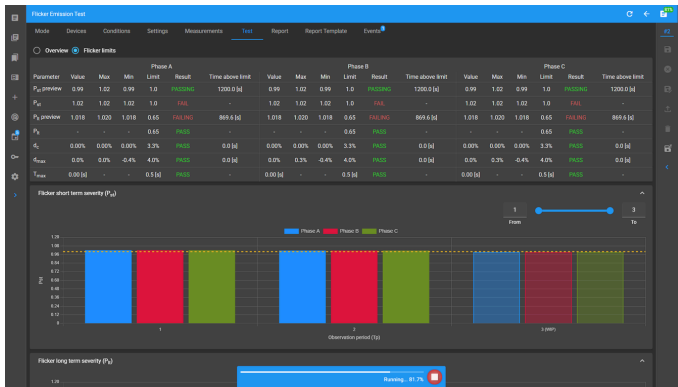 Flicker Emission Test
Mode Devices Conditions Settings Measurements Test Report Report Template Events
Overview Flicker limits
Phase A Phase B Phase C
Parameter Value Max Min Limit Result Time above limit Value Max Min Limit Result Time above limit Value Max Min Limit Result Time above limit
Pst preview 0.99 1.02 0.99 1.0 PASSING 1200.0 [s] 0.99 1.02 0.99 1.0 PASSING 1200.0 [s] 0.99 1.02 0.99 1.0 PASSING 1200.0 [s]
Pst 1.02 1.02 1.02 1.0 FAIL - 1.02 1.02 1.02 1.0 FAIL - 1.02 1.02 1.02 1.0 FAIL -
Plt preview 1.018 1.020 1.018 0.65 FAILING 869.6 [s] 1.018 1.020 1.018 0.65 FAILING 869.6 [s] 1.018 1.020 1.018 0.65 FAILING 869.6 [s]
Plt - - - 0.65 PASS - - - - 0.65 PASS - - - - 0.65 PASS -
dc 0.00% 0.00% 0.00% 3.3% PASS 0.0 [s] 0.00% 0.00% 0.00% 3.3% PASS 0.0 [s] 0.00% 0.00% 0.00% 3.3% PASS 0.0 [s]
dmax 0.0% 0.0% -0.4% 4.0% PASS 0.0 [s] 0.0% 0.3% -0.4% 4.0% PASS 0.0 [s] 0.0% 0.3% -0.4% 4.0% PASS 0.0 [s]
Tmax 0.00 [s] - - 0.5 [s] PASS 0.0 [s] 0.00 [s] - - 0.5 [s] PASS 0.0 [s] 0.00 [s] - - 0.5 [s] PASS 0.0 [s]
Flicker short term severity (Pst)
1 3
From To
Phase A Phase B Phase C
1.20
1.08
0.96
0.84
0.72
0.60
0.48
0.36
0.24
0.12
0
Pst
1 2 3 (WIP)
Observation period (Tp)
Flicker long term severity (Plt)
1.20
Running... 81.7%